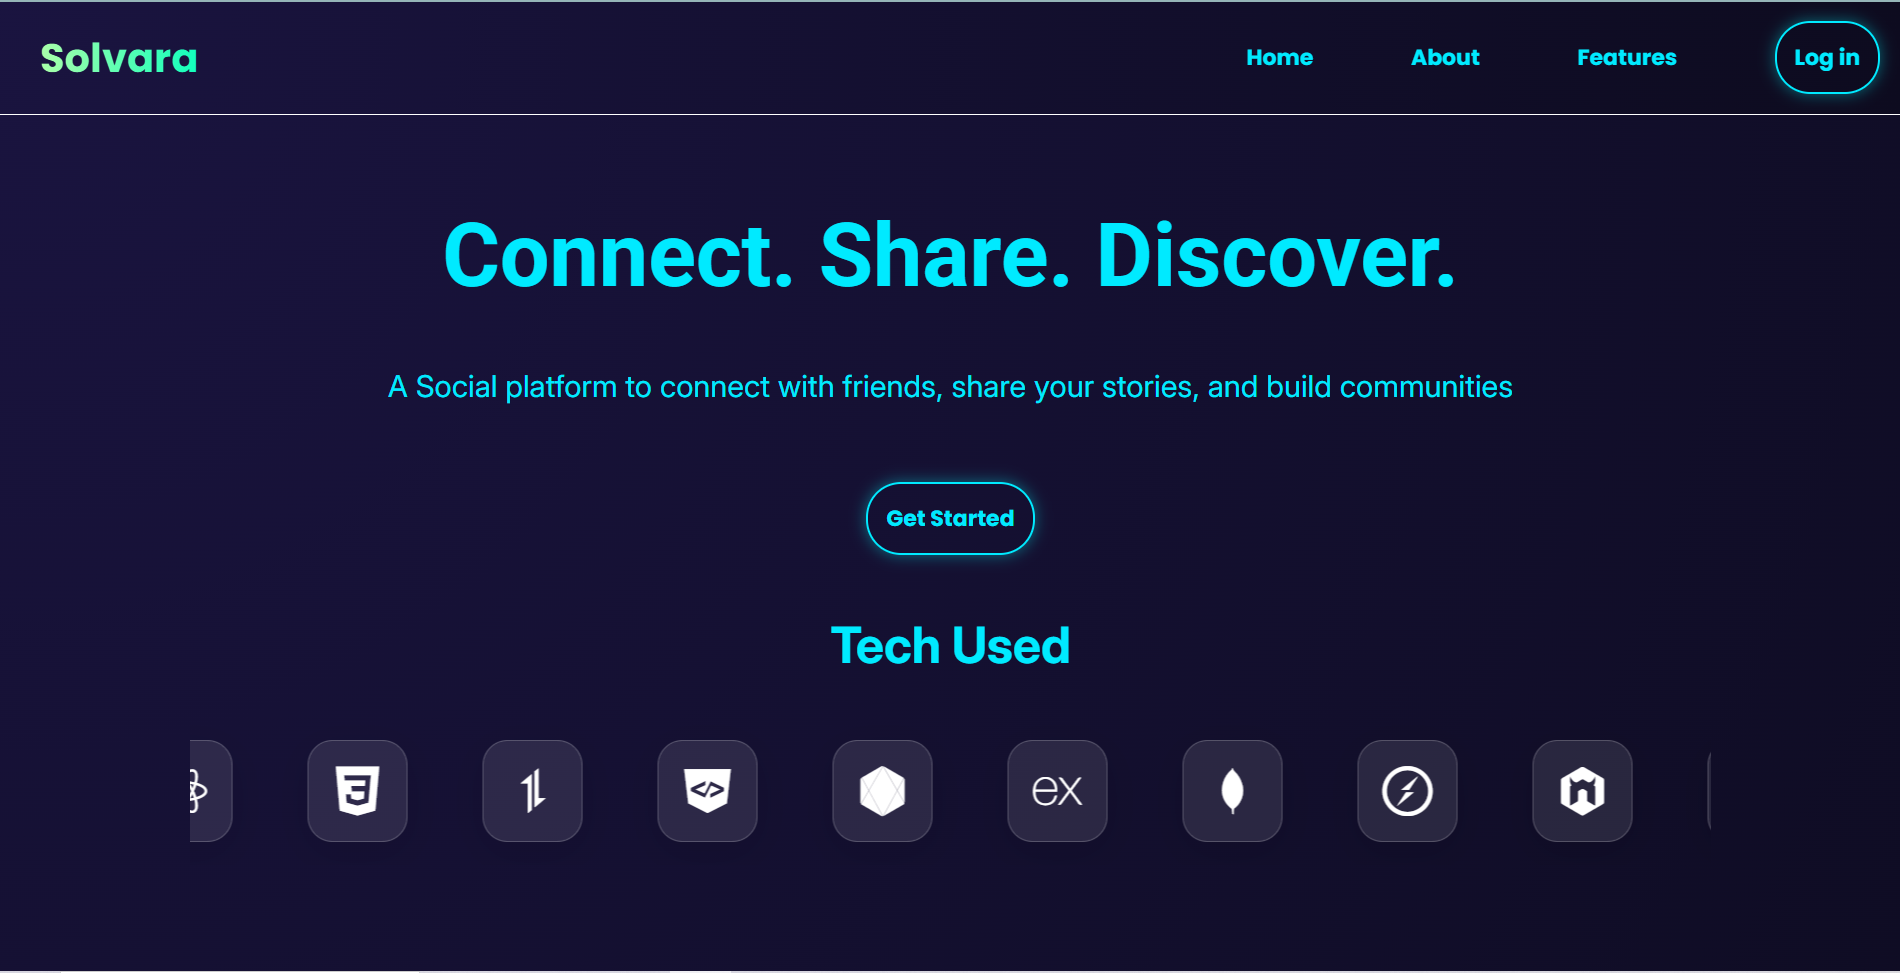 Solvara
Home
About
Features
Log in
Connect. Share. Discover.
A Social platform to connect with friends, share your stories, and build communities
Get Started
Tech Used
3
</>
ex